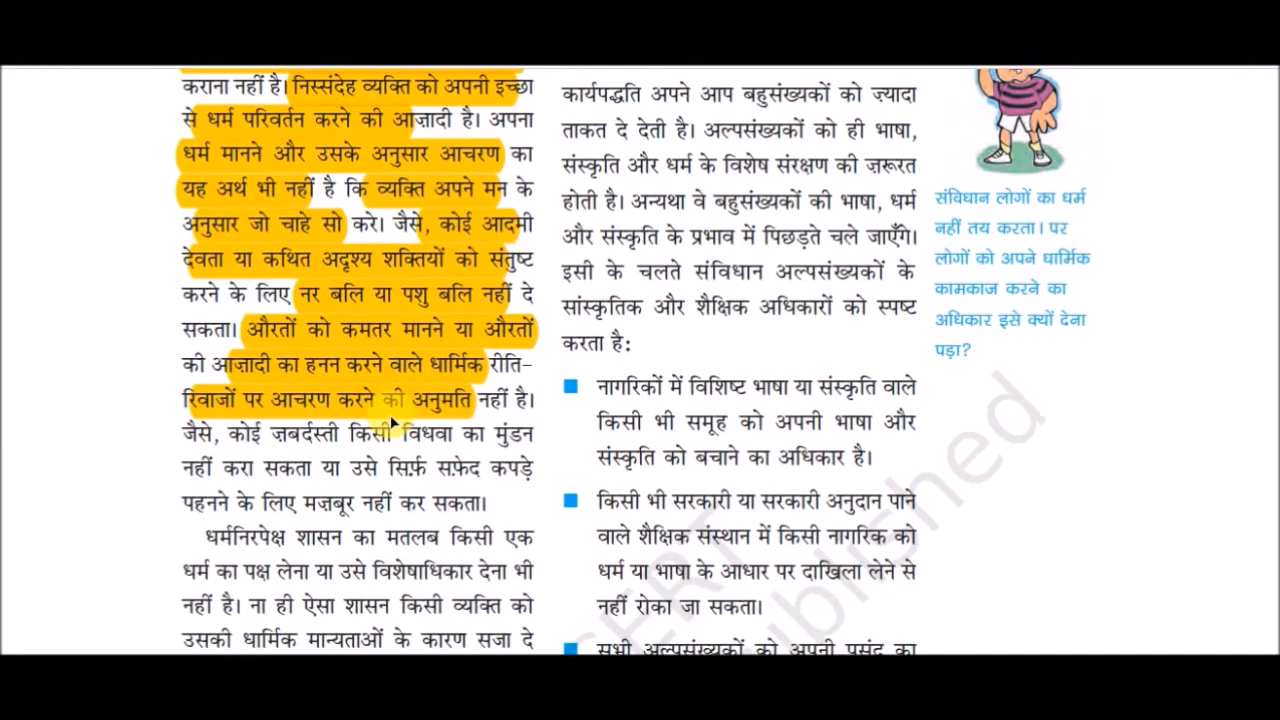 कराना नहीं है। निस्संदेह व्यक्ति को अपनी इच्छा
से धर्म परिवर्तन करने की आज़ादी है। अपना
धर्म मानने और उसके अनुसार आचरण का
यह अर्थ भी नहीं है कि व्यक्ति अपने मन के
अनुसार जो चाहे सो करे। जैसे, कोई आदमी
देवता या कथित अदृश्य शक्तियों को संतुष्ट
करने के लिए नर बलि या पशु बलि नहीं दे
सकता। औरतों को कमतर मानने या औरतों
की आज़ादी का हनन करने वाले धार्मिक रीति-
रिवाजों पर आचरण करने की अनुमति नहीं है।
जैसे, कोई ज़बर्दस्ती किसी विधवा का मुंडन
नहीं करा सकता या उसे सिर्फ़ सफ़ेद कपड़े
पहनने के लिए मज़बूर नहीं कर सकता।
धर्मनिरपेक्ष शासन का मतलब किसी एक
धर्म का पक्ष लेना या उसे विशेषाधिकार देना भी
नहीं है। ना ही ऐसा शासन किसी व्यक्ति को
उसकी धार्मिक मान्यताओं के कारण सजा दे
कार्यपद्धति अपने आप बहुसंख्यकों को ज़्यादा
ताकत दे देती है। अल्पसंख्यकों को ही भाषा,
संस्कृति और धर्म के विशेष संरक्षण की ज़रूरत
होती है। अन्यथा वे बहुसंख्यकों की भाषा, धर्म
और संस्कृति के प्रभाव में पिछड़ते चले जाएँगे।
इसी के चलते संविधान अल्पसंख्यकों के
सांस्कृतिक और शैक्षिक अधिकारों को स्पष्ट
करता है:
नागरिकों में विशिष्ट भाषा या संस्कृति वाले
किसी भी समूह को अपनी भाषा और
संस्कृति को बचाने का अधिकार है।
किसी भी सरकारी या सरकारी अनुदान पाने
वाले शैक्षिक संस्थान में किसी नागरिक को
धर्म या भाषा के आधार पर दाखिला लेने से
नहीं रोका जा सकता।
सभी अल्पसंख्यकों को अपनी पसंद का
संविधान लोगों का धर्म
नहीं तय करता। पर
लोगों को अपने धार्मिक
कामकाज करने का
अधिकार इसे क्यों देना
पड़ा?